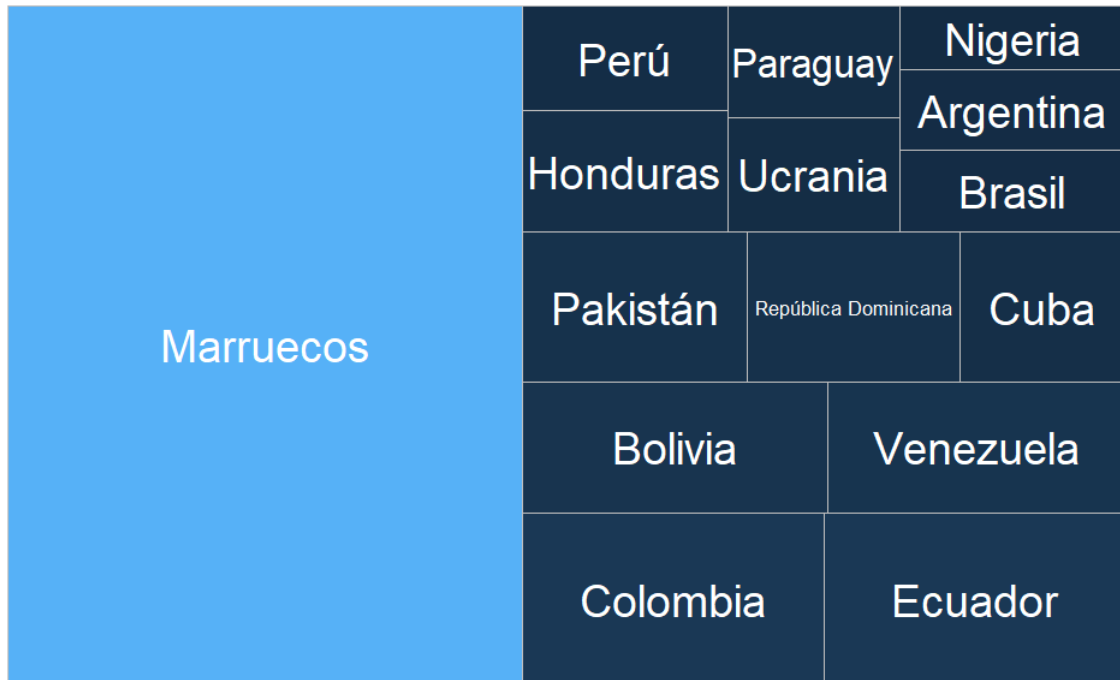 Marruecos
Perú
Paraguay
Nigeria
Argentina
Honduras
Ucrania
Brasil
Pakistán
República Dominicana
Cuba
Bolivia
Venezuela
Colombia
Ecuador